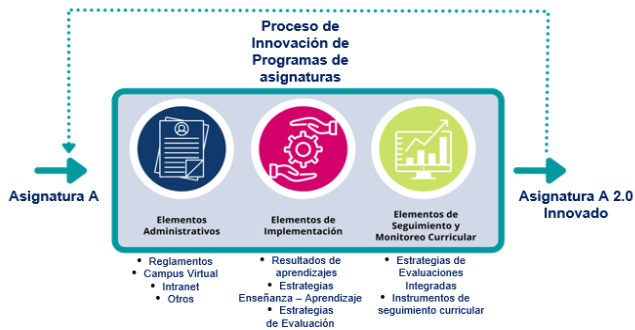 Proceso de
Innovación de
Programas de
asignaturas
Asignatura A
Elementos
Administrativos
Elementos de
Implementación
Elementos de
Seguimiento y
Monitoreo Curricular
Asignatura A 2.0
Innovado
• Reglamentos
• Campus Virtual
• Intranet
• Otros
• Resultados de
aprendizajes
• Estrategias
Enseñanza – Aprendizaje
• Estrategias
de Evaluación
• Estrategias de
Evaluaciones
Integradas
• Instrumentos de
seguimiento curricular